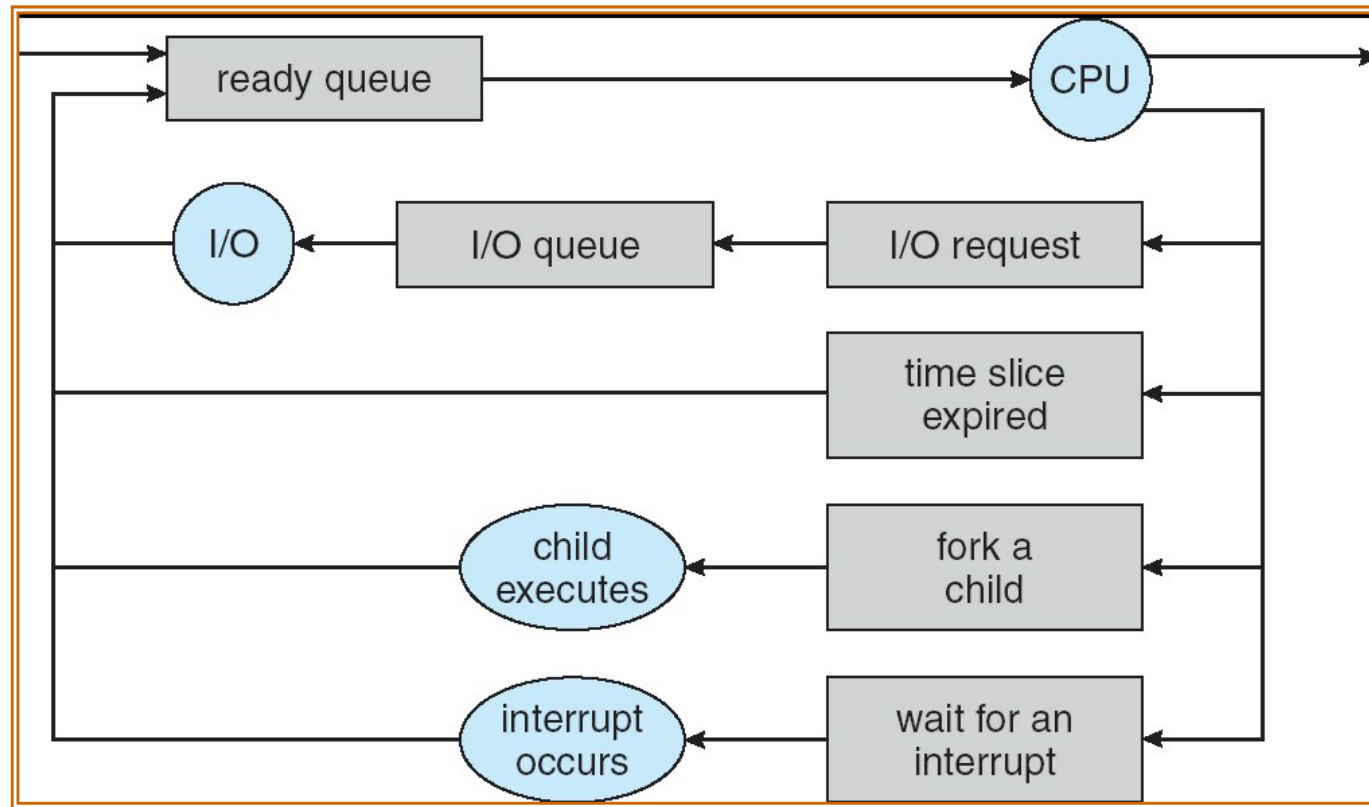 ready queue
CPU
I/O
I/O queue
I/O request
time slice
expired
child
executes
fork a
child
interrupt
occurs
wait for an
interrupt